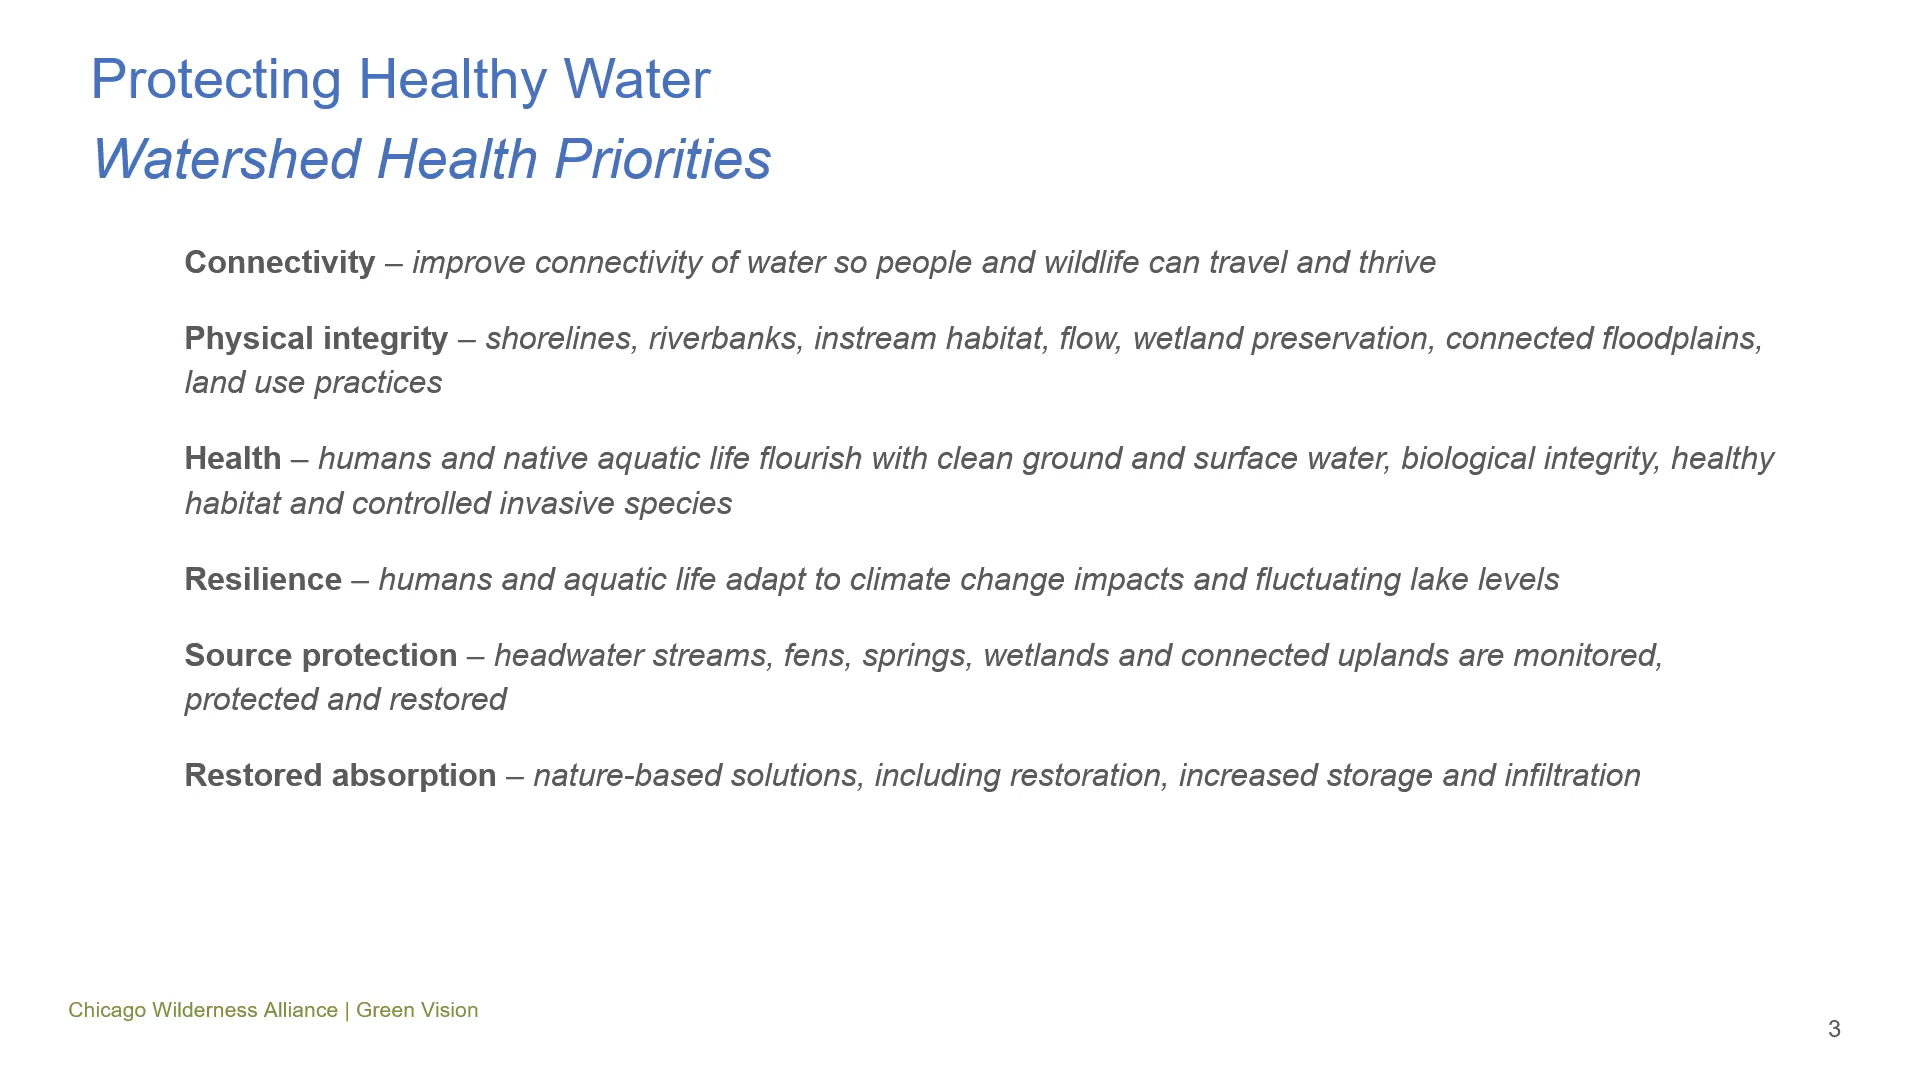 Protecting Healthy Water
Watershed Health Priorities
Connectivity – improve connectivity of water so people and wildlife can travel and thrive
Physical integrity – shorelines, riverbanks, instream habitat, flow, wetland preservation, connected floodplains,
land use practices
Health – humans and native aquatic life flourish with clean ground and surface water, biological integrity, healthy
habitat and controlled invasive species
Resilience – humans and aquatic life adapt to climate change impacts and fluctuating lake levels
Source protection – headwater streams, fens, springs, wetlands and connected uplands are monitored,
protected and restored
Restored absorption – nature-based solutions, including restoration, increased storage and infiltration
Chicago Wilderness Alliance | Green Vision
3